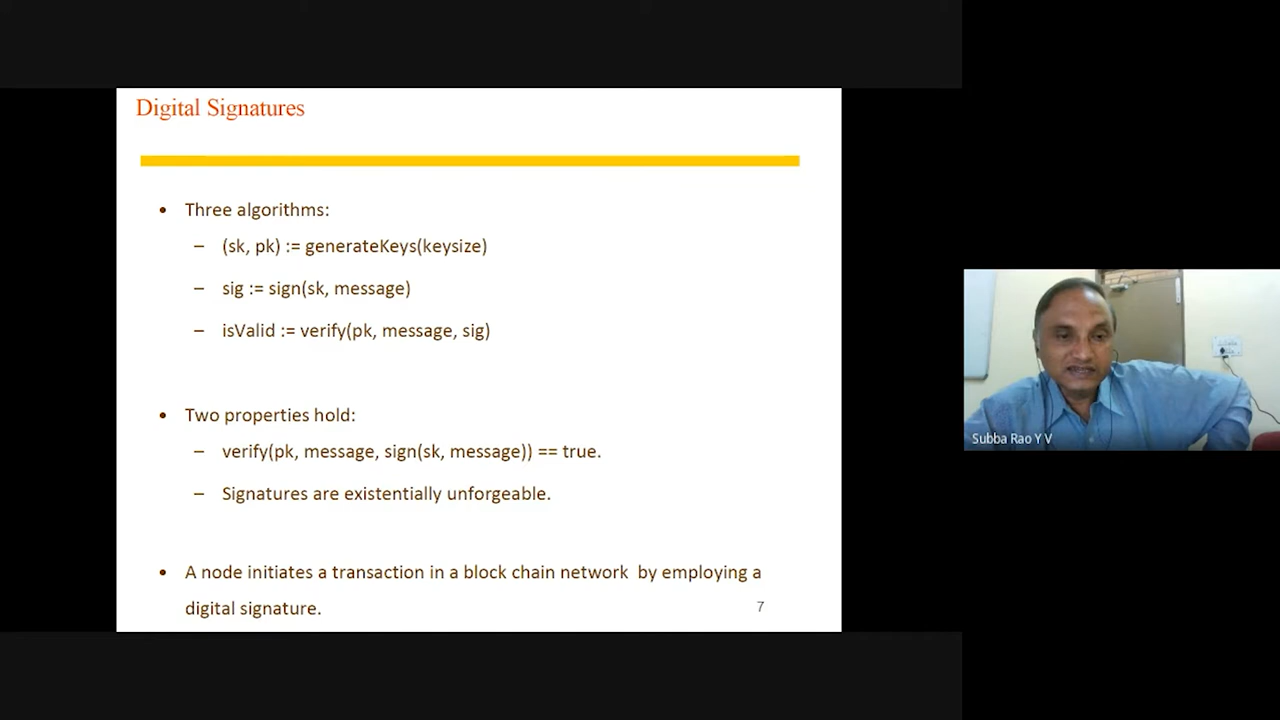 Digital Signatures
• Three algorithms:
– (sk, pk) := generateKeys(keysize)
– sig := sign(sk, message)
– isValid := verify(pk, message, sig)
• Two properties hold:
– verify(pk, message, sign(sk, message)) == true.
– Signatures are existentially unforgeable.
• A node initiates a transaction in a block chain network by employing a
digital signature.
7
Subba Rao Y V